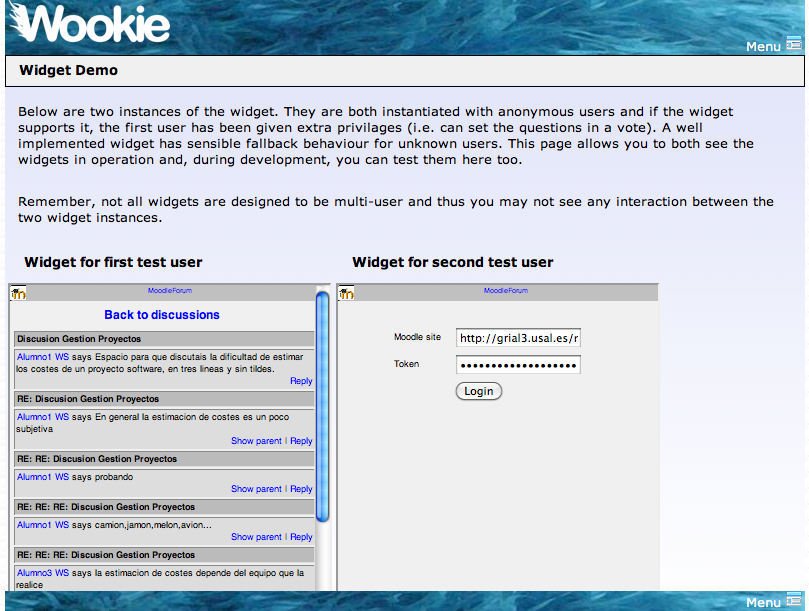 Wookie
Menu
Widget Demo
Below are two instances of the widget. They are both instantiated with anonymous users and if the widget
supports it, the first user has been given extra privilages (i.e. can set the questions in a vote). A well
implemented widget has sensible fallback behaviour for unknown users. This page allows you to both see the
widgets in operation and, during development, you can test them here too.
Remember, not all widgets are designed to be multi-user and thus you may not see any interaction between the
two widget instances.
Widget for first test user
MoodleForum
Back to discussions
Discusion Gestion Proyectos
Alumno1 WS says Espacio para que discutais la dificultad de estimar
los costes de un proyecto software, en tres lineas y sin tildes.
Reply
RE: Discusion Gestion Proyectos
Alumno1 WS says En general la estimacion de costes es un poco
subjetiva
Show parent | Reply
RE: RE: Discusion Gestion Proyectos
Alumno1 WS says probando
Show parent | Reply
RE: RE: RE: Discusion Gestion Proyectos
Alumno1 WS says camion,jamon,melon,avion...
Show parent | Reply
RE: RE: RE: Discusion Gestion Proyectos
Alumno3 WS says la estimacion de costes depende del equipo que la
realice
Widget for second test user
MoodleForum
Moodle site http://grial3.usal.es/r
Token ••••••••••••••••••
Login
Menu